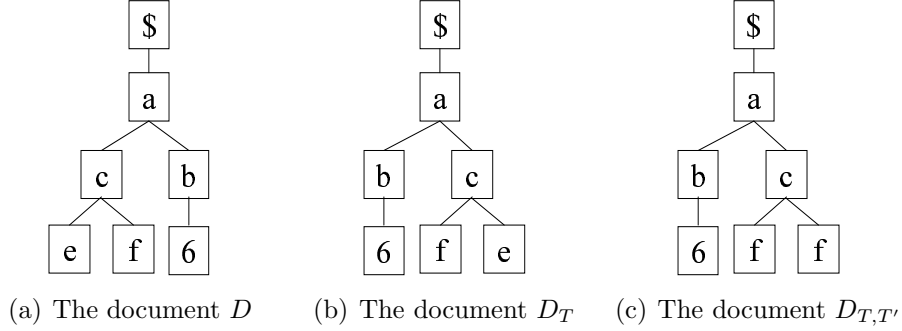 $ $ $
a a a
c b b c b c
e f 6 6 f e 6 f f
(a) The document D (b) The document D_T (c) The document D_{T,T'}